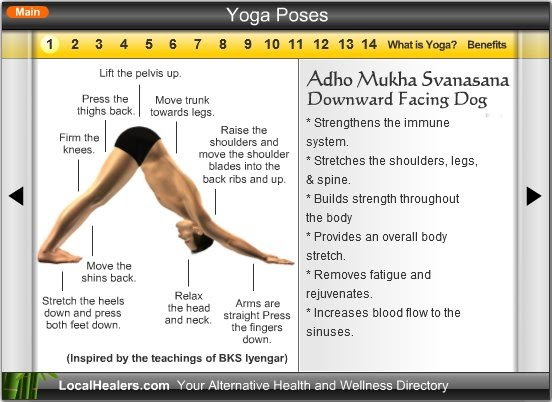 Main
Yoga Poses
1 2 3 4 5 6 7 8 9 10 11 12 13 14 What is Yoga? Benefits
Lift the pelvis up.
Press the
thighs back.
Move trunk
towards legs.
Firm the
knees.
Raise the
shoulders and
move the shoulder
blades into the
back ribs and up.
Move the
shins back.
Stretch the heels
down and press
both feet down.
Relax
the head
and neck.
Arms are
straight Press
the fingers
down.
(Inspired by the teachings of BKS Iyengar)
Adho Mukha Svanasana
Downward Facing Dog
* Strengthens the immune
system.
* Stretches the shoulders, legs,
& spine.
* Builds strength throughout
the body
* Provides an overall body
stretch.
* Removes fatigue and
rejuvenates.
* Increases blood flow to the
sinuses.
LocalHealers.com Your Alternative Health and Wellness Directory